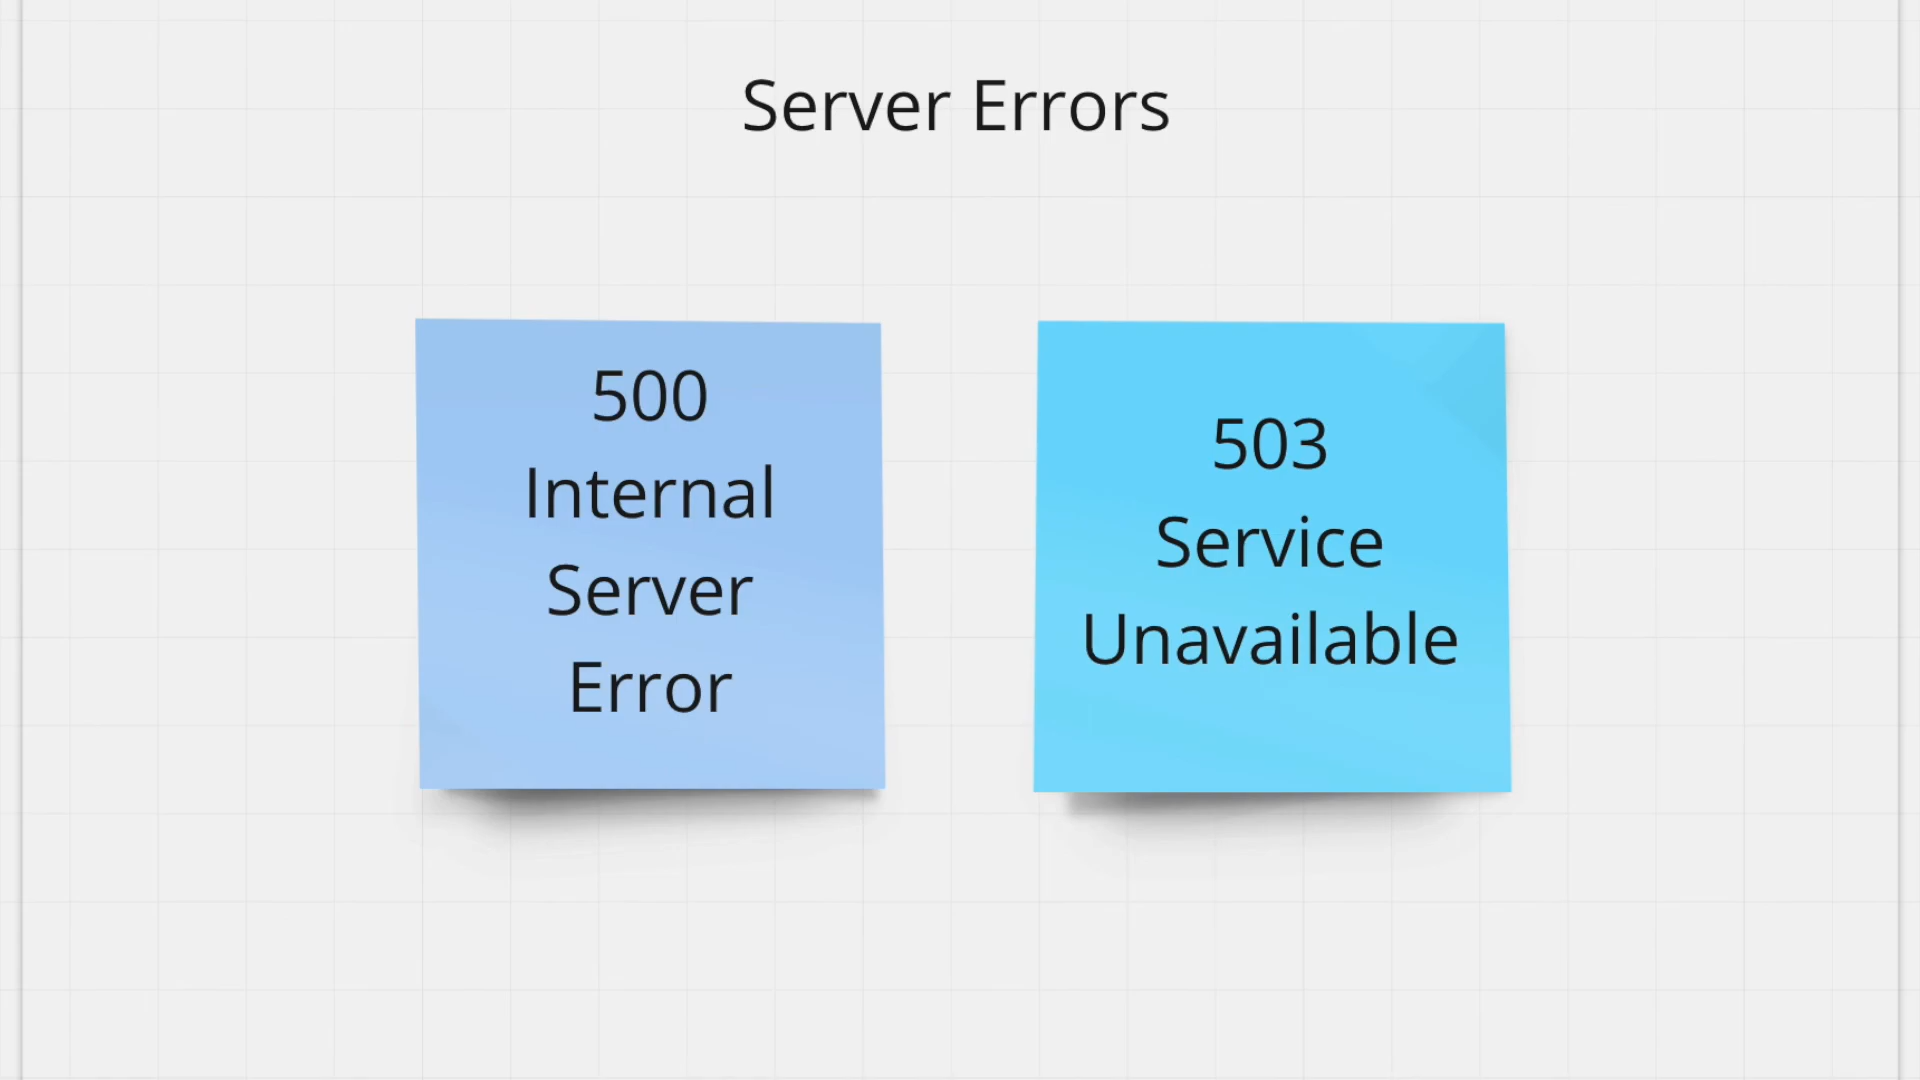 Server Errors
500
Internal
Server
Error
503
Service
Unavailable